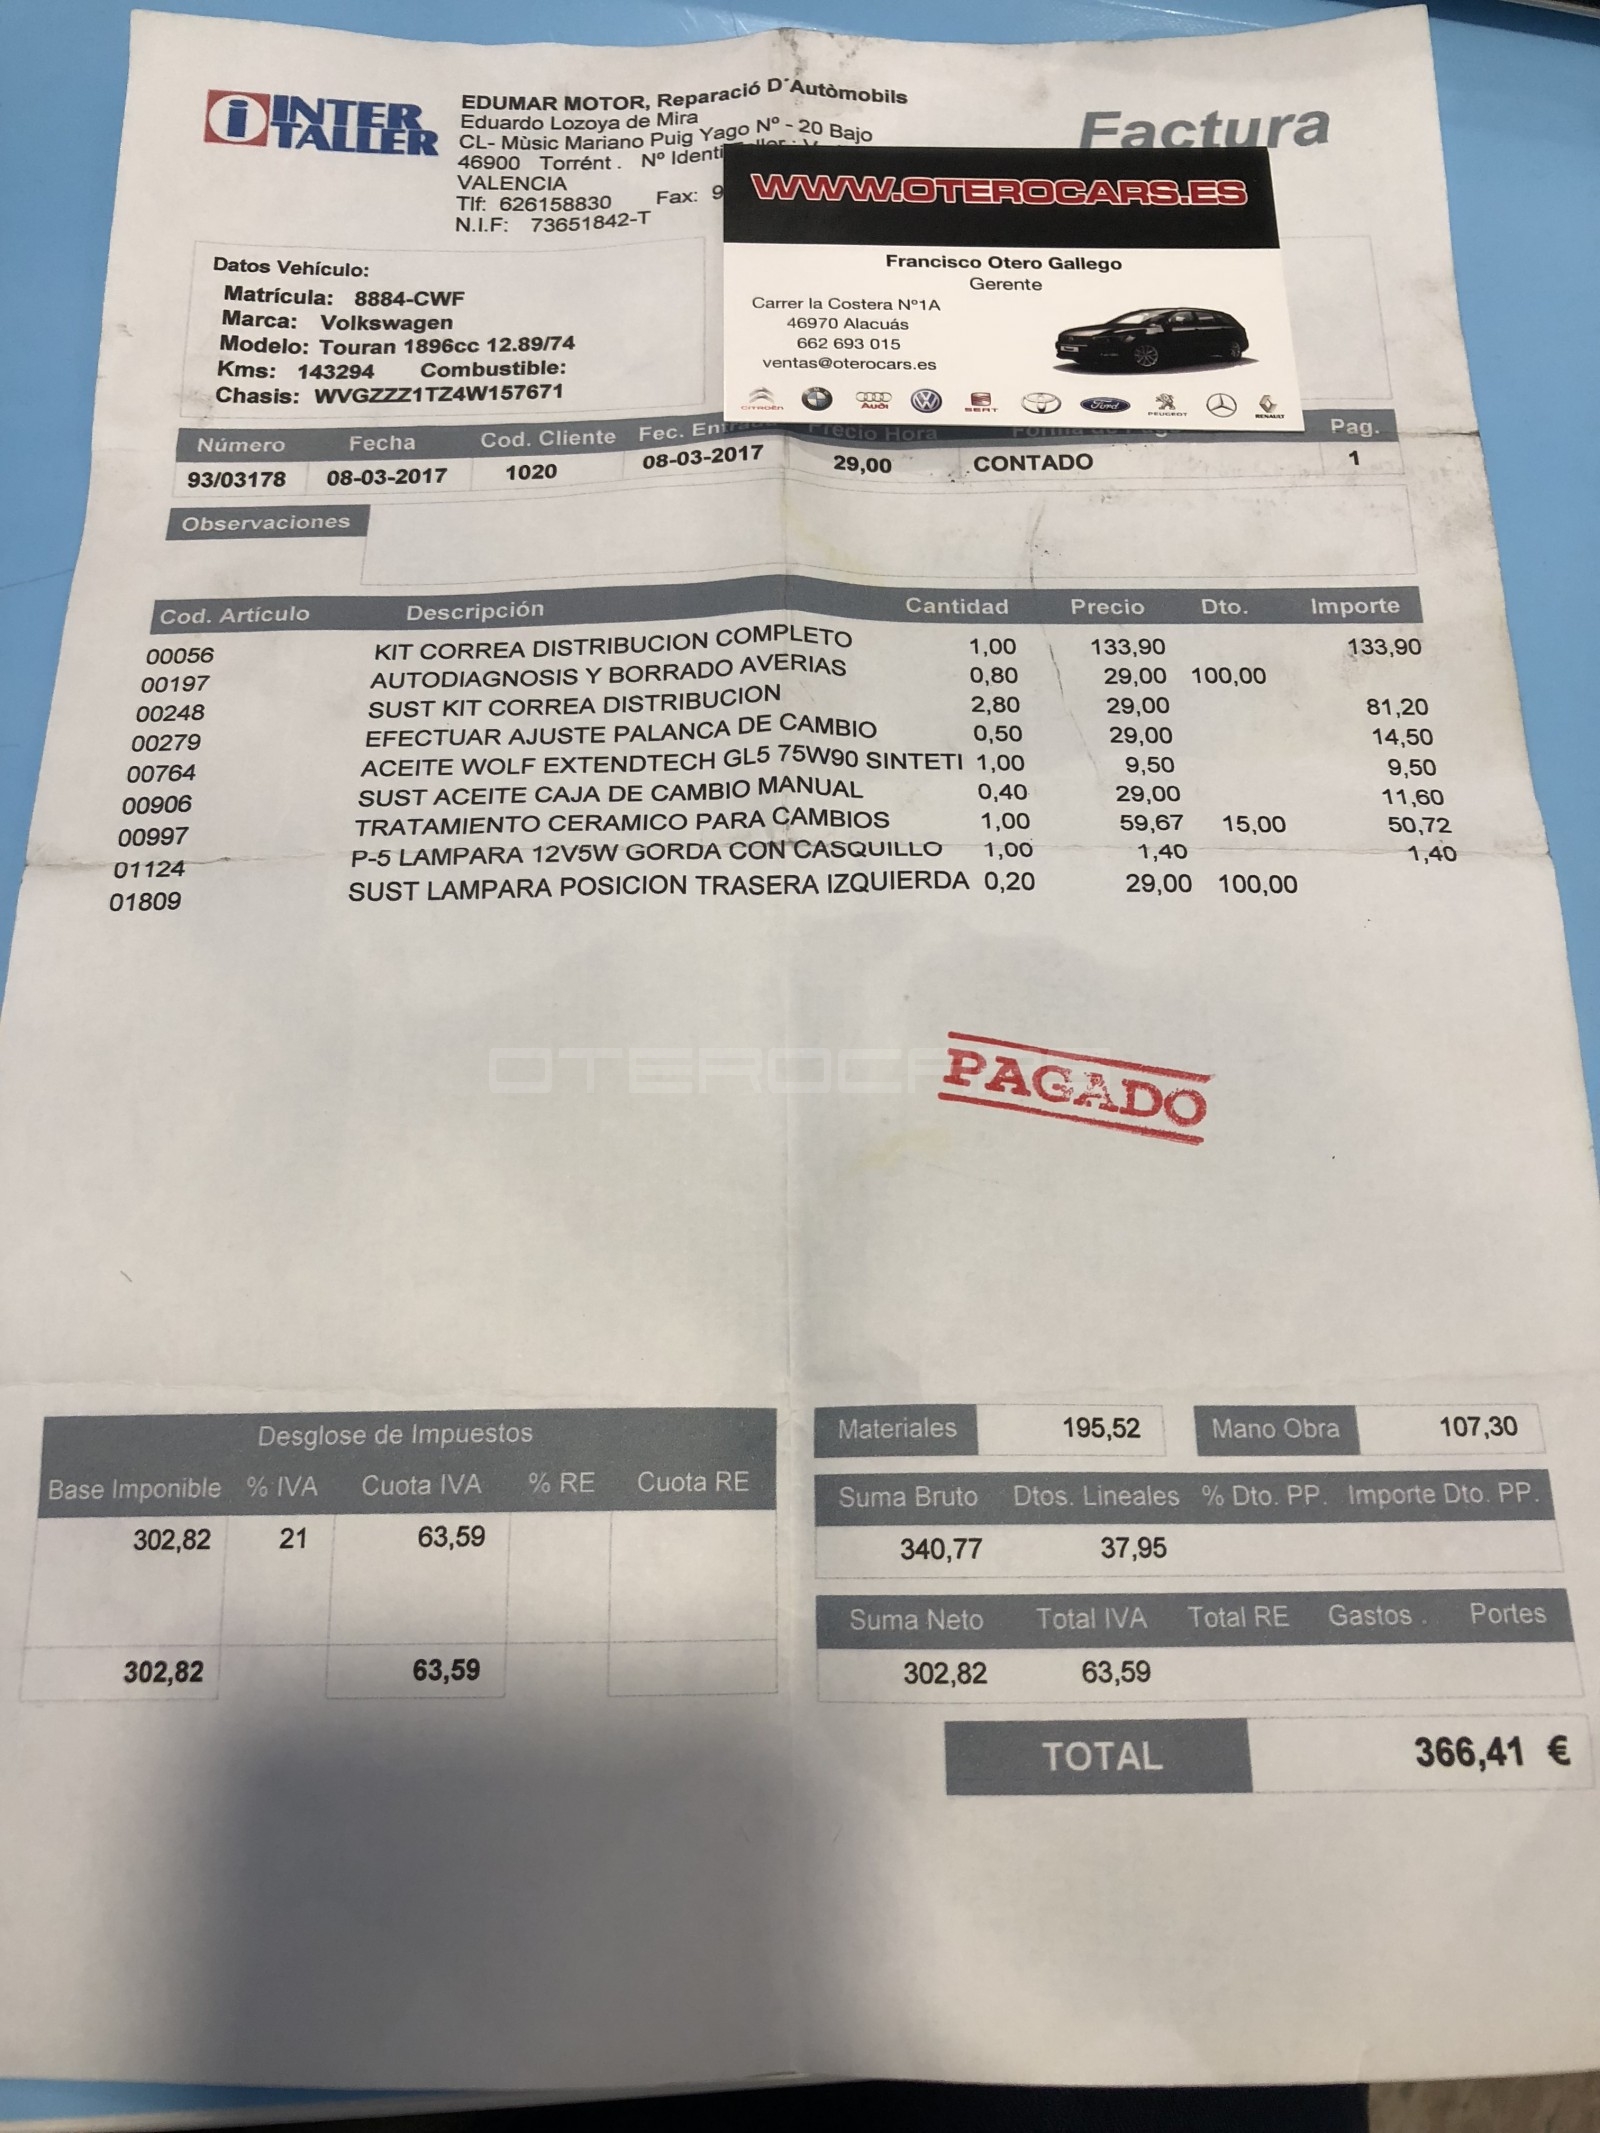 INTER
TALLER
EDUMAR MOTOR, Reparació D´Autòmobils
Eduardo Lozoya de Mira
CL- Mùsic Mariano Puig Yago Nº - 20 Bajo
46900 Torrént . Nº Identi
VALENCIA
Tlf: 626158830 Fax: 9
N.I.F: 73651842-T
Factura
WWW.OTEROCARS.ES
Francisco Otero Gallego
Gerente
Carrer la Costera Nº1A
46970 Alacuás
662 693 015
ventas@oterocars.es
CITROËN Audi SEAT Ford PEUGEOT RENAULT
Datos Vehículo:
Matrícula: 8884-CWF
Marca: Volkswagen
Modelo: Touran 1896cc 12.89/74
Kms: 143294 Combustible:
Chasis: WVGZZZ1TZ4W157671
Número Fecha Cod. Cliente Fec. Entrada Precio Hora Forma de Pago Pag.
93/03178 08-03-2017 1020 08-03-2017 29,00 CONTADO 1
Observaciones
Cod. Artículo Descripción Cantidad Precio Dto. Importe
00056 KIT CORREA DISTRIBUCION COMPLETO 1,00 133,90 133,90
00197 AUTODIAGNOSIS Y BORRADO AVERIAS 0,80 29,00 100,00
00248 SUST KIT CORREA DISTRIBUCION 2,80 29,00 81,20
00279 EFECTUAR AJUSTE PALANCA DE CAMBIO 0,50 29,00 14,50
00764 ACEITE WOLF EXTENDTECH GL5 75W90 SINTETI 1,00 9,50 9,50
00906 SUST ACEITE CAJA DE CAMBIO MANUAL 0,40 29,00 11,60
00997 TRATAMIENTO CERAMICO PARA CAMBIOS 1,00 59,67 15,00 50,72
01124 P-5 LAMPARA 12V5W GORDA CON CASQUILLO 1,00 1,40 1,40
01809 SUST LAMPARA POSICION TRASERA IZQUIERDA 0,20 29,00 100,00
OTEROCARS
PAGADO
Desglose de Impuestos
Base Imponible % IVA Cuota IVA % RE Cuota RE
302,82 21 63,59
302,82 63,59
Materiales 195,52 Mano Obra 107,30
Suma Bruto Dtos. Lineales % Dto. PP. Importe Dto. PP.
340,77 37,95
Suma Neto Total IVA Total RE Gastos . Portes
302,82 63,59
TOTAL 366,41 €